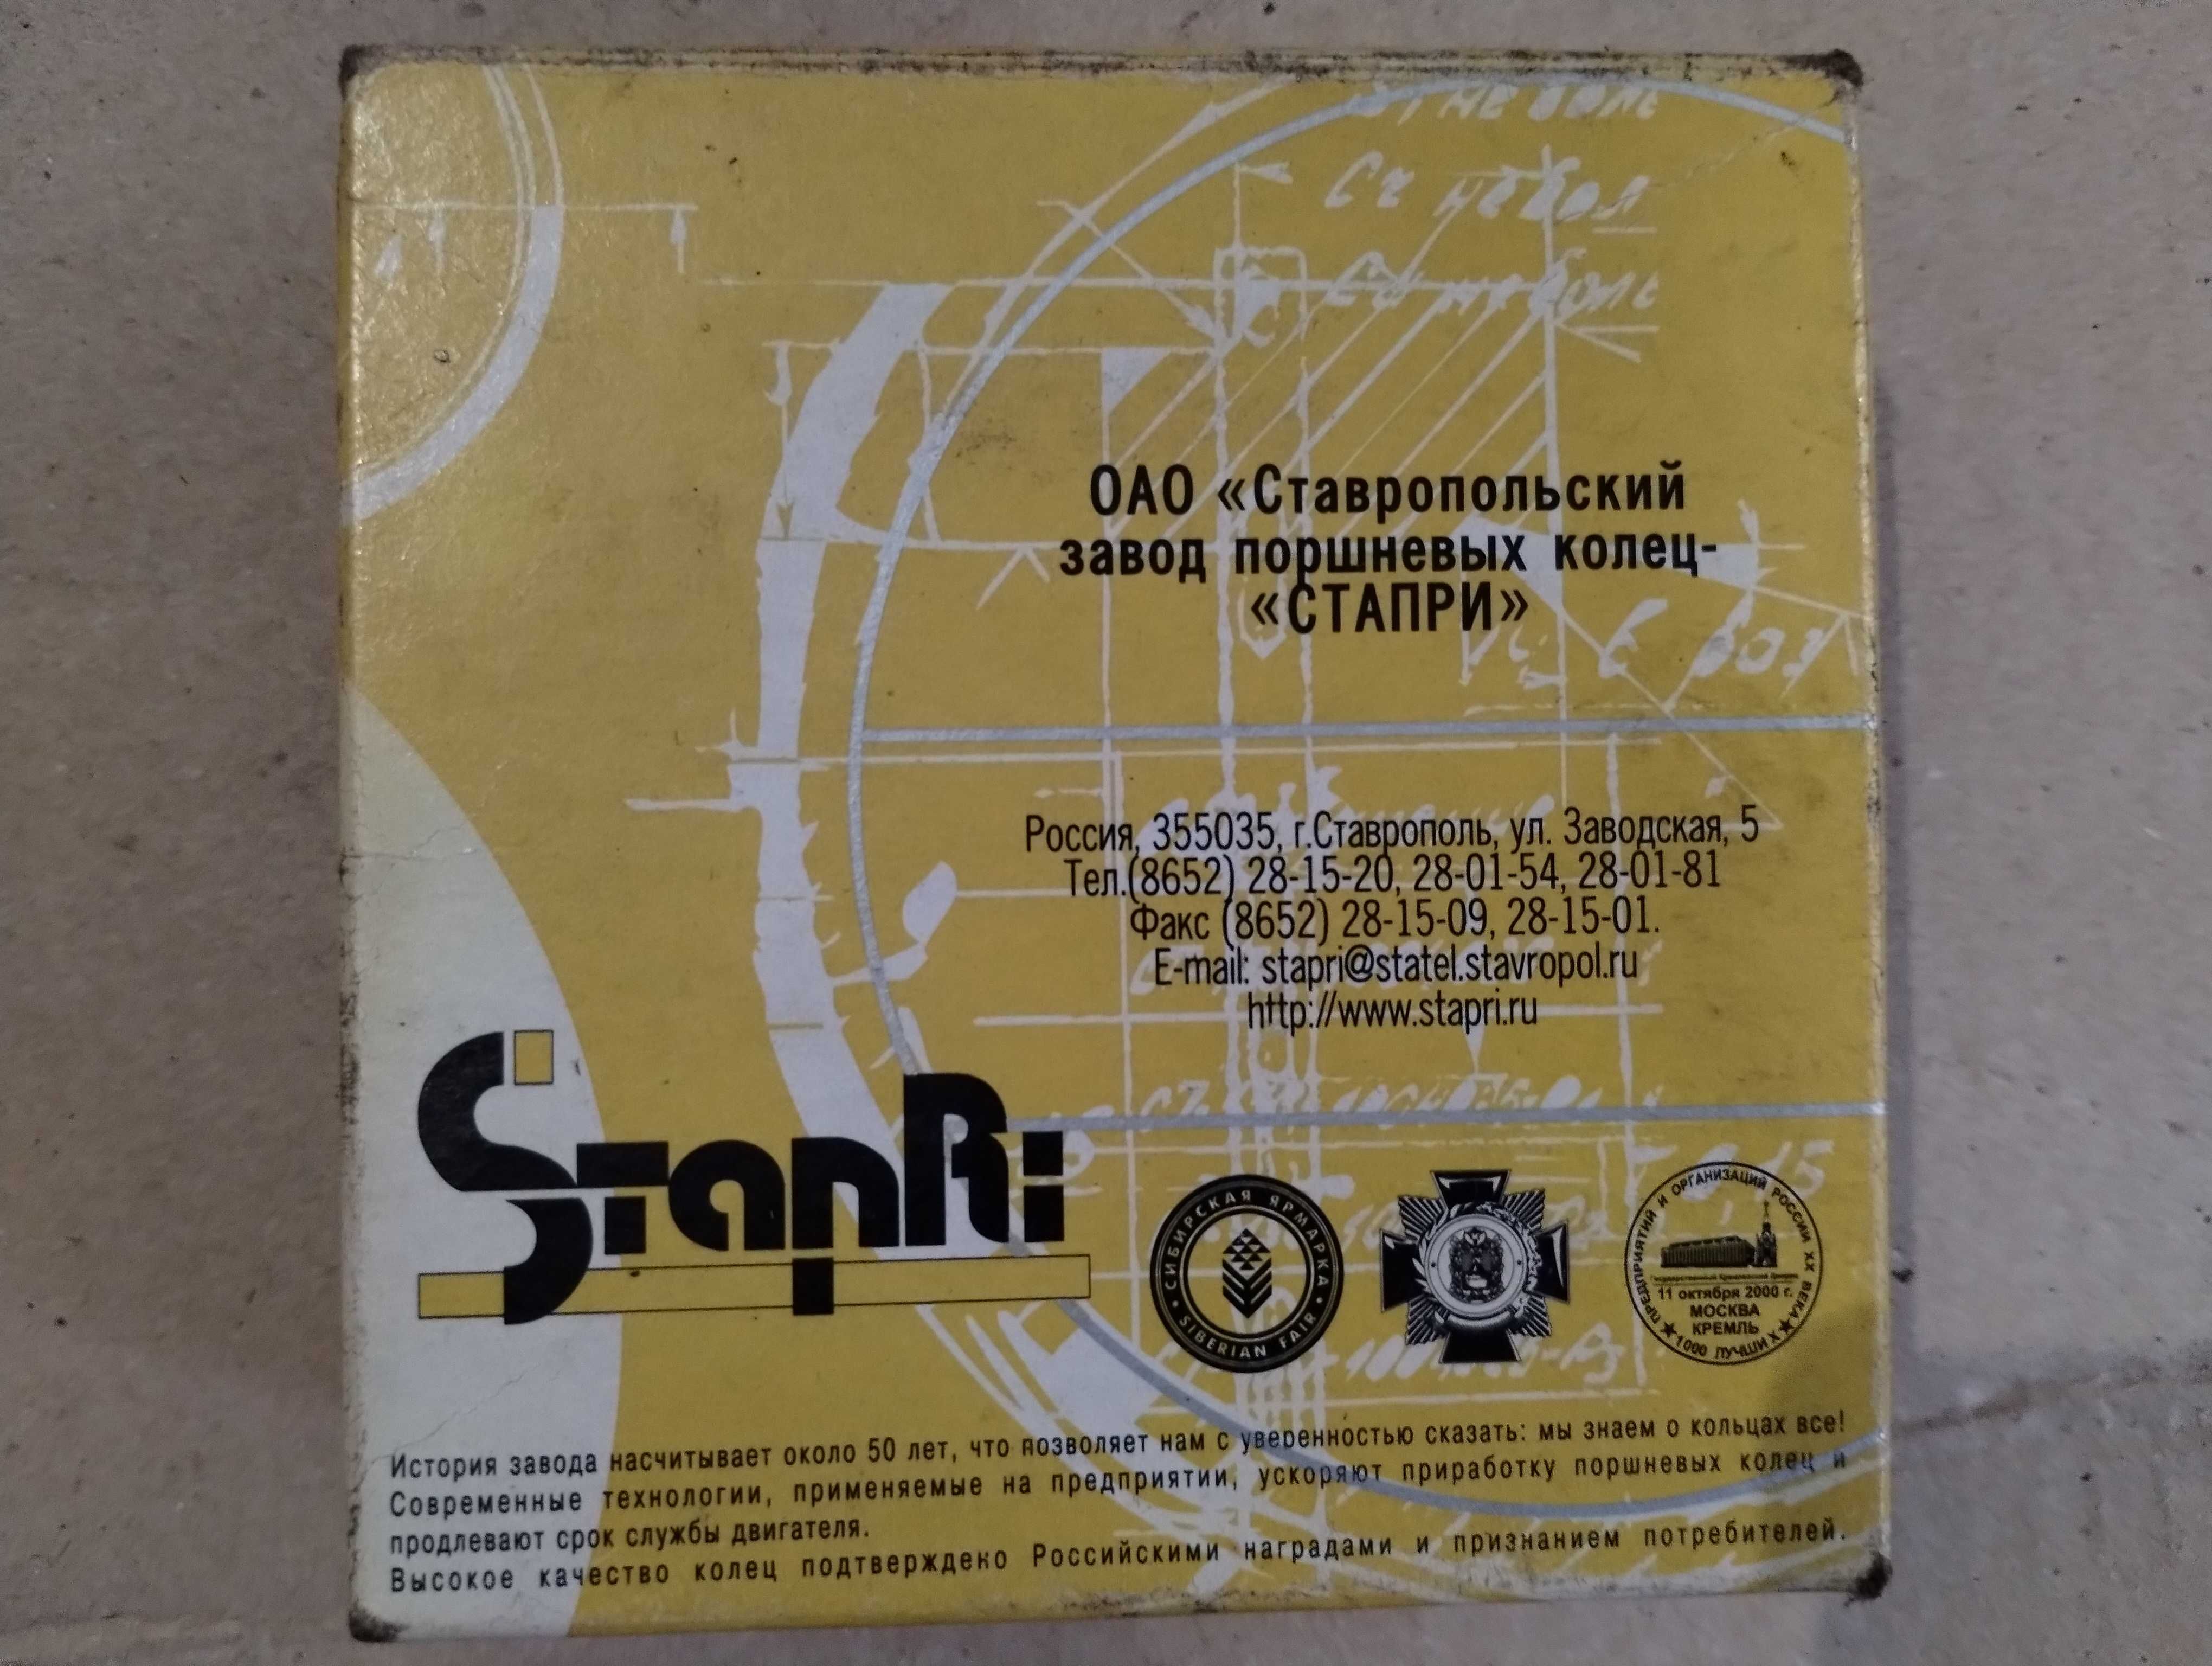 ОАО «Ставропольский
завод поршневых колец-
«СТАПРИ»
Россия, 355035, г.Ставрополь, ул. Заводская, 5
Тел.(8652) 28-15-20, 28-01-54, 28-01-81
Факс (8652) 28-15-09, 28-15-01.
E-mail: stapri@statel.stavropol.ru
http://www.stapri.ru
StapRi
СИБИРСКАЯ ЯРМАРКА
SIBERIAN FAIR
ПРЕДПРИЯТИЙ И ОРГАНИЗАЦИЙ РОССИИ XX ВЕКА
Государственный Кремлевский Дворец
11 октября 2000 г.
МОСКВА
КРЕМЛЬ
1000 ЛУЧШИХ
История завода насчитывает около 50 лет, что позволяет нам с уверенностью сказать: мы знаем о кольцах все!
Современные технологии, применяемые на предприятии, ускоряют приработку поршневых колец и
продлевают срок службы двигателя.
Высокое качество колец подтверждено Российскими наградами и признанием потребителей.